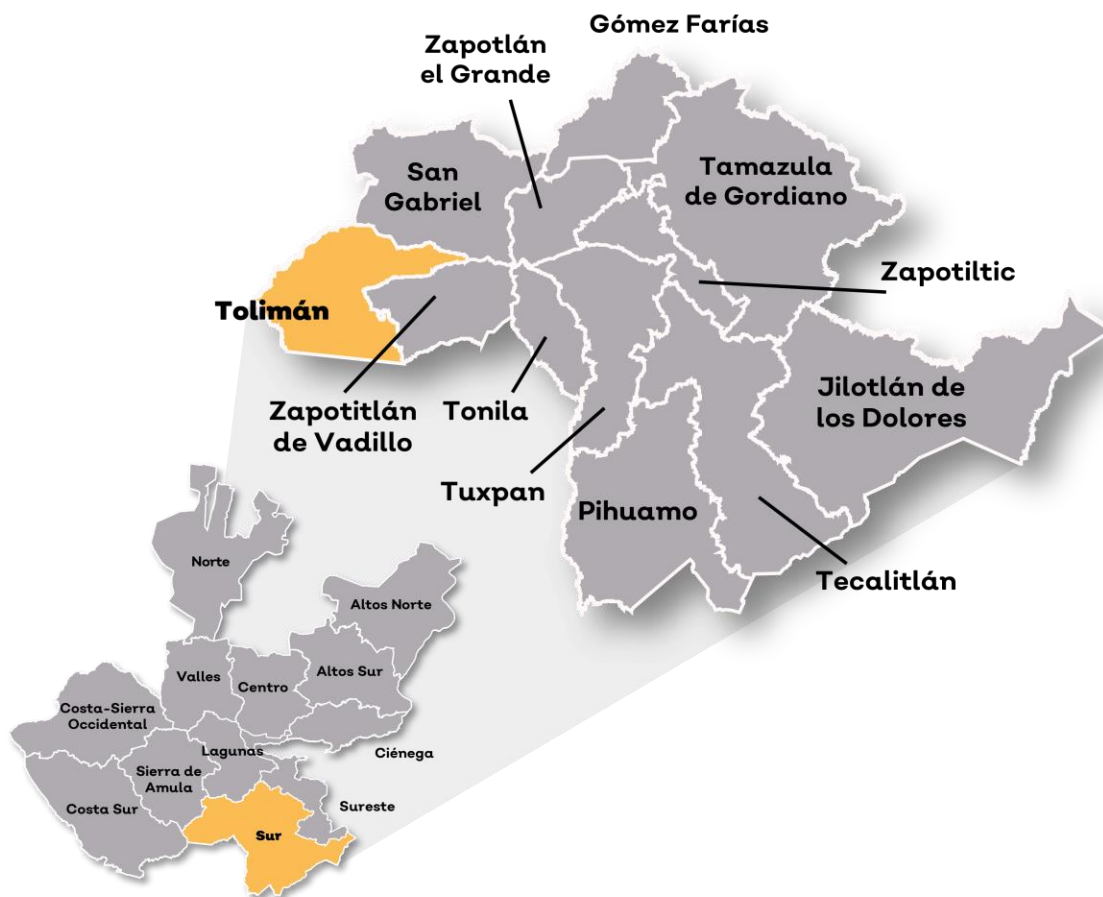 Gómez Farías
Zapotlán
el Grande
San
Gabriel
Tamazula
de Gordiano
Zapotiltic
Tolimán
Jilotlán de
los Dolores
Zapotitlán
de Vadillo
Tonila
Tuxpan
Pihuamo
Tecalitlán
Norte
Altos Norte
Valles
Centro
Altos Sur
Costa-Sierra
Occidental
Lagunas
Ciénega
Sierra de
Amula
Costa Sur
Sureste
Sur